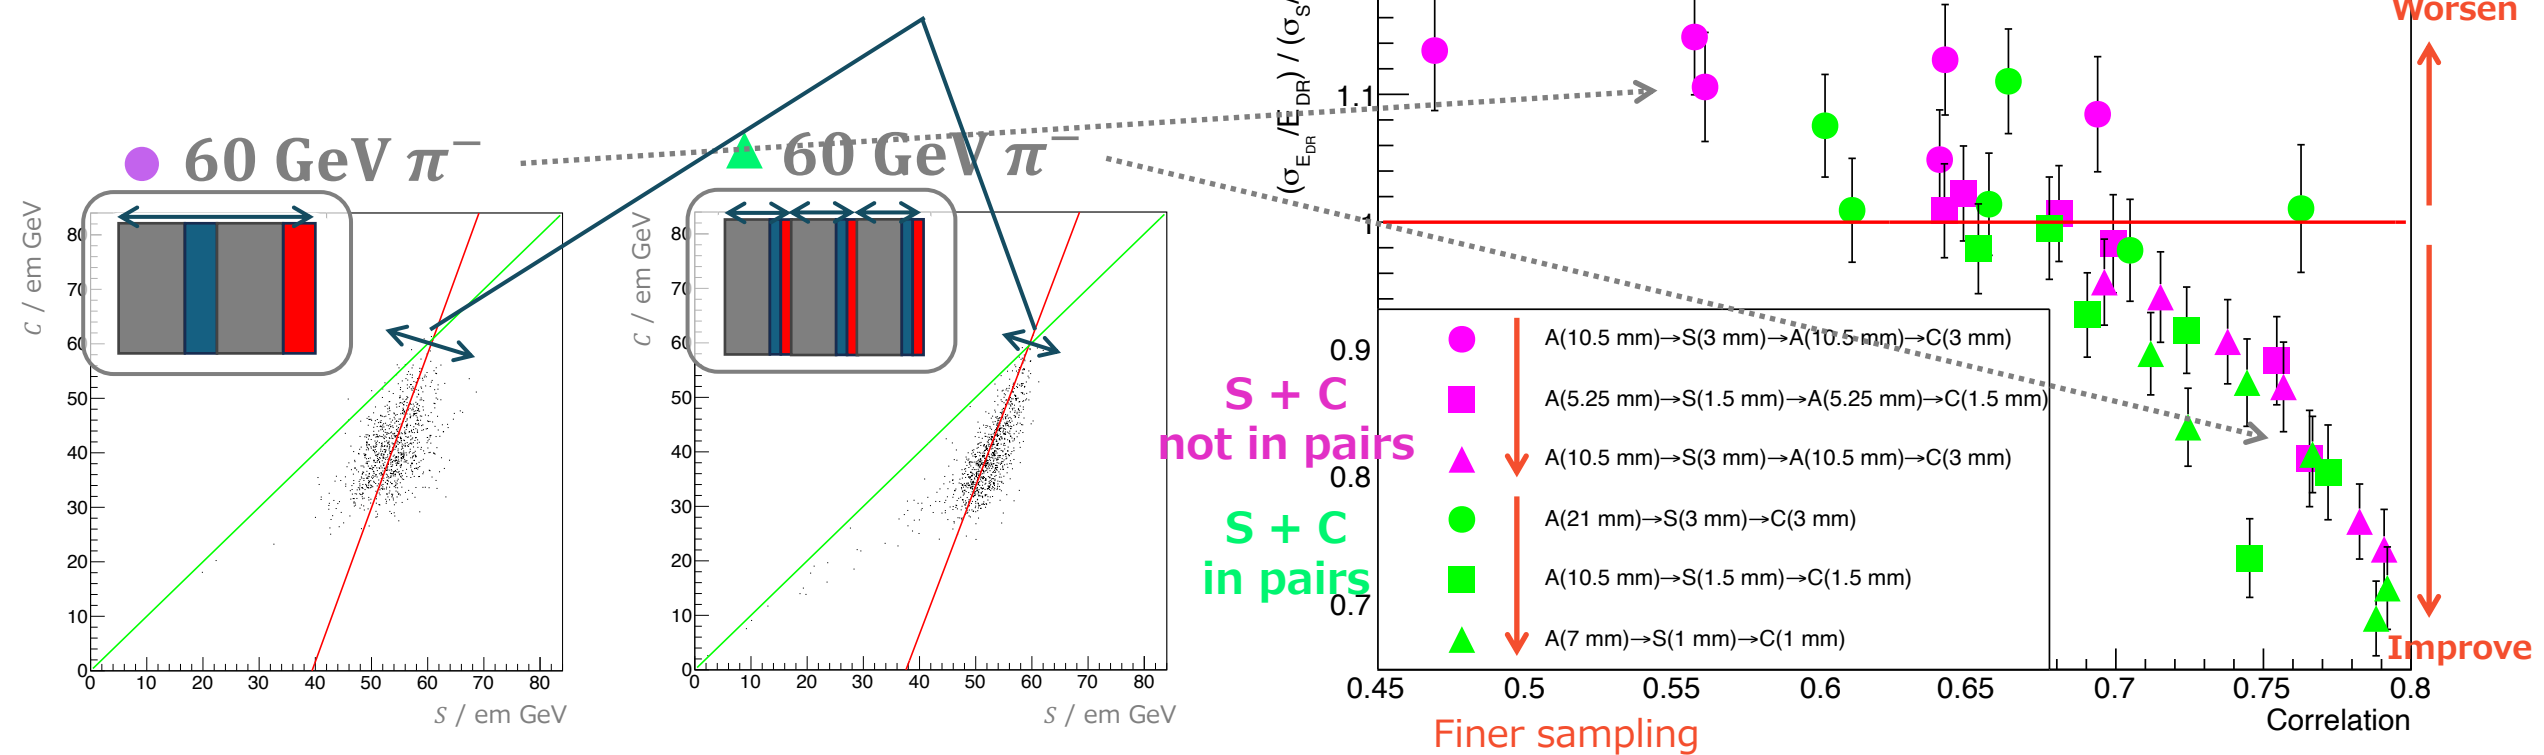 60 GeV π⁻
C / em GeV
80
70
60
50
40
30
20
10
0
0 10 20 30 40 50 60 70 80
S / em GeV
60 GeV π⁻
C / em GeV
80
70
60
50
40
30
20
10
0
0 10 20 30 40 50 60 70 80
S / em GeV
S + C
not in pairs
S + C
in pairs
1.1
1
0.9
0.8
0.7
A(10.5 mm)→S(3 mm)→A(10.5 mm)→C(3 mm)
A(5.25 mm)→S(1.5 mm)→A(5.25 mm)→C(1.5 mm)
A(10.5 mm)→S(3 mm)→A(10.5 mm)→C(3 mm)
A(21 mm)→S(3 mm)→C(3 mm)
A(10.5 mm)→S(1.5 mm)→C(1.5 mm)
A(7 mm)→S(1 mm)→C(1 mm)
0.45 0.5 0.55 0.6 0.65 0.7 0.75 0.8
Correlation
Finer sampling
Worsen
Improve